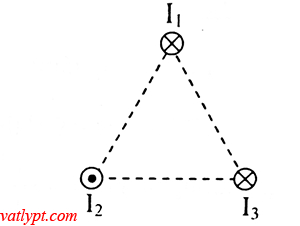 I₁
I₂
I₃
vatlypt.com